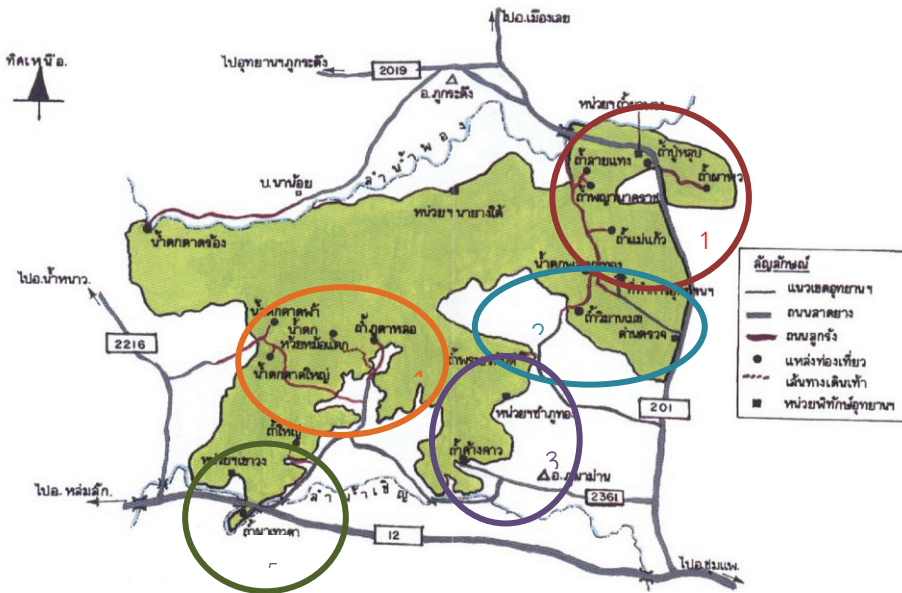 ไปอ.เมืองเลย
ทิศเหนือ.
ไปอุทยานฯภูกระดึง
2019
อ.ภูกระดึง
ถ้ำปู่หลุบ
ถ้ำลายแทง
ถ้ำพญานาคราช
บ.นาน้อย
ลำน้ำพอง
หน่วยฯ นายางใต้
ถ้ำแม่แก้ว
1
น้ำตกตาดร้อง
สัญลักษณ์
แนวเขตอุทยานฯ
ถนนลาดยาง
ถนนลูกรัง
แหล่งท่องเที่ยว
เส้นทางเดินเท้า
หน่วยพิทักษ์อุทยานฯ
ไปอ.น้ำหนาว.
น้ำตกตาดฟ้า
น้ำตก
ห้วยหม้อแตก
ถ้ำภูตาหลอ
2
ด่านตรวจ
2216
น้ำตกตาดใหญ่
201
หน่วยฯซำภูทอง
ถ้ำใหญ่
หน่วยฯเขาวง
ถ้ำค้างคาว
3
อ.ภูผาม่าน
2361
ไปอ. หล่มสัก.
ลำน้ำเชิญ
ถ้ำผาเทวดา
12
ไปอ.ชุมแพ.